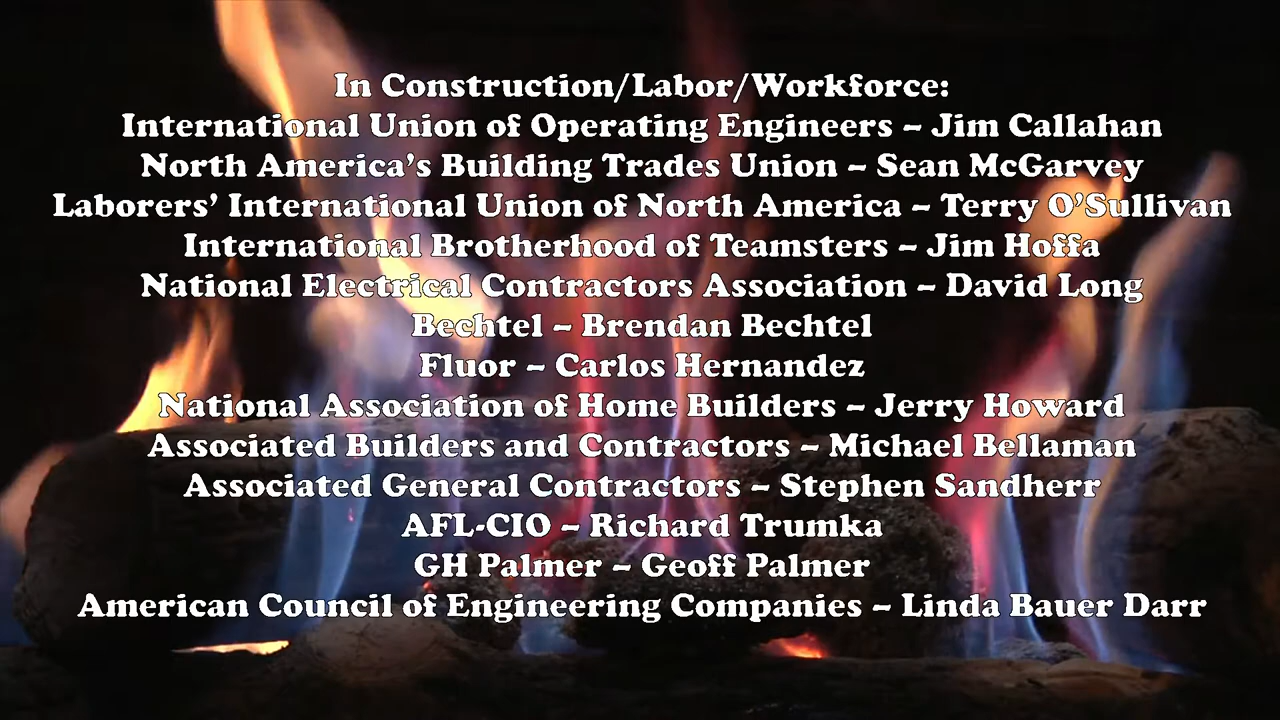 In Construction/Labor/Workforce:
International Union of Operating Engineers – Jim Callahan
North America’s Building Trades Union – Sean McGarvey
Laborers’ International Union of North America – Terry O’Sullivan
International Brotherhood of Teamsters – Jim Hoffa
National Electrical Contractors Association – David Long
Bechtel – Brendan Bechtel
Fluor – Carlos Hernandez
National Association of Home Builders – Jerry Howard
Associated Builders and Contractors – Michael Bellaman
Associated General Contractors – Stephen Sandherr
AFL-CIO – Richard Trumka
GH Palmer – Geoff Palmer
American Council of Engineering Companies – Linda Bauer Darr